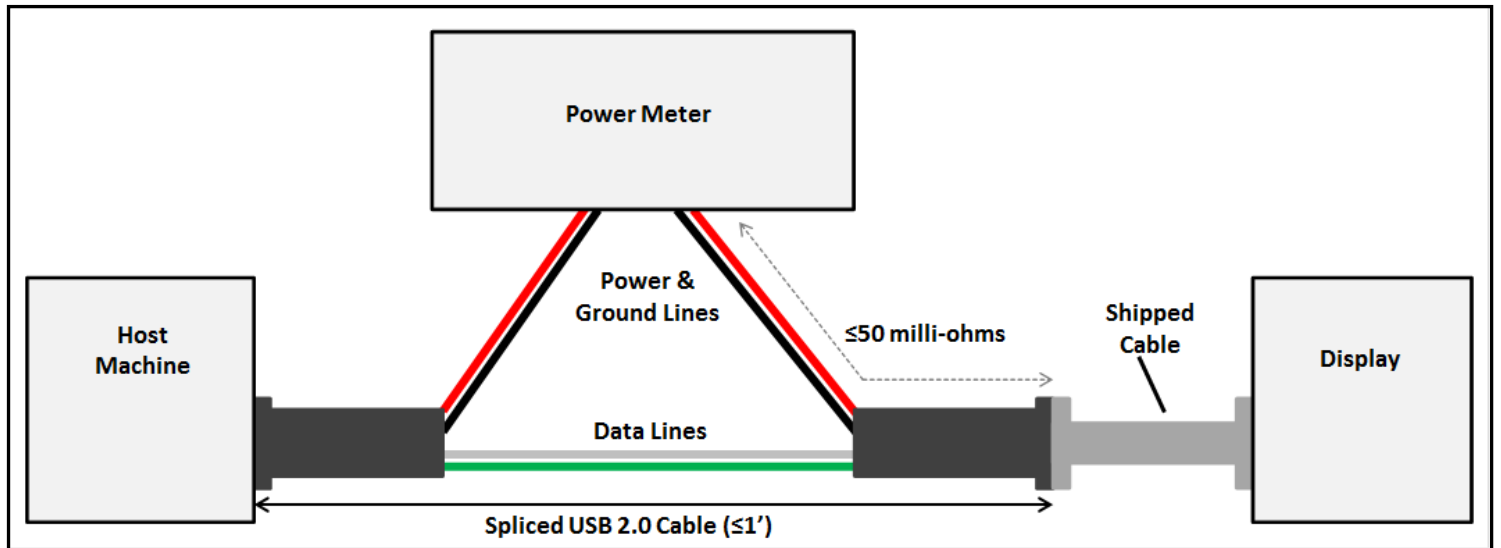 Power Meter
Host
Machine
Power &
Ground Lines
≤50 milli-ohms
Shipped
Cable
Display
Data Lines
Spliced USB 2.0 Cable (≤1’)